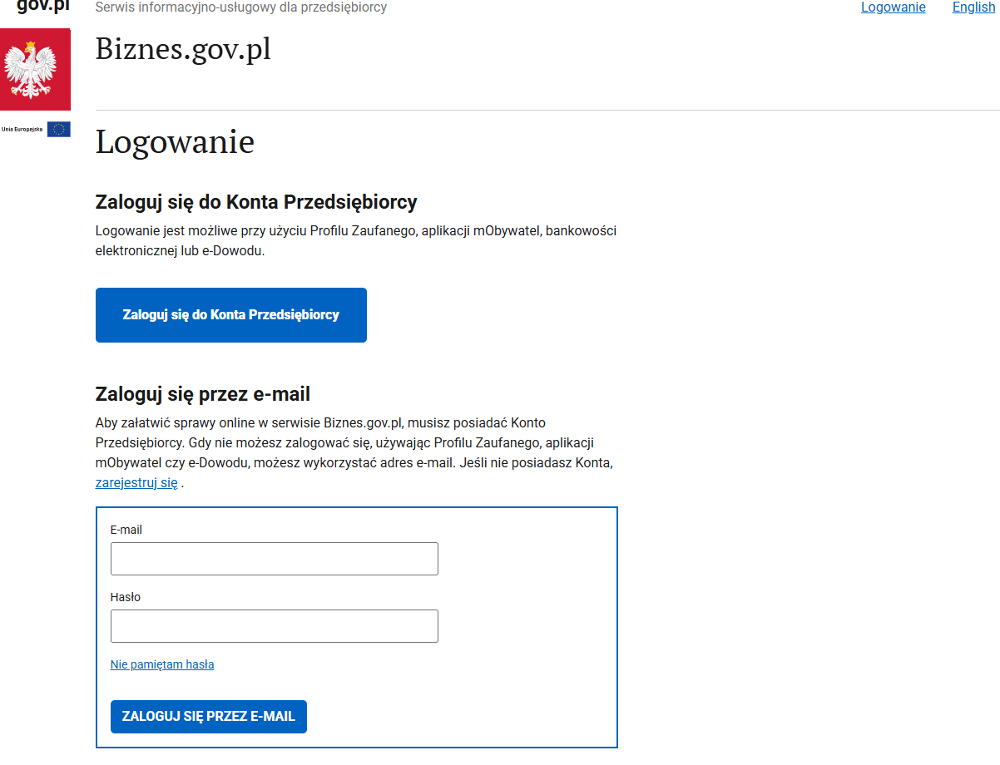 gov.pl
Serwis informacyjno-usługowy dla przedsiębiorcy
Logowanie
English
Biznes.gov.pl
Unia Europejska
Logowanie
Zaloguj się do Konta Przedsiębiorcy
Logowanie jest możliwe przy użyciu Profilu Zaufanego, aplikacji mObywatel, bankowości
elektronicznej lub e-Dowodu.
Zaloguj się do Konta Przedsiębiorcy
Zaloguj się przez e-mail
Aby załatwić sprawy online w serwisie Biznes.gov.pl, musisz posiadać Konto
Przedsiębiorcy. Gdy nie możesz zalogować się, używając Profilu Zaufanego, aplikacji
mObywatel czy e-Dowodu, możesz wykorzystać adres e-mail. Jeśli nie posiadasz Konta,
zarejestruj się .
E-mail
Hasło
Nie pamiętam hasła
ZALOGUJ SIĘ PRZEZ E-MAIL